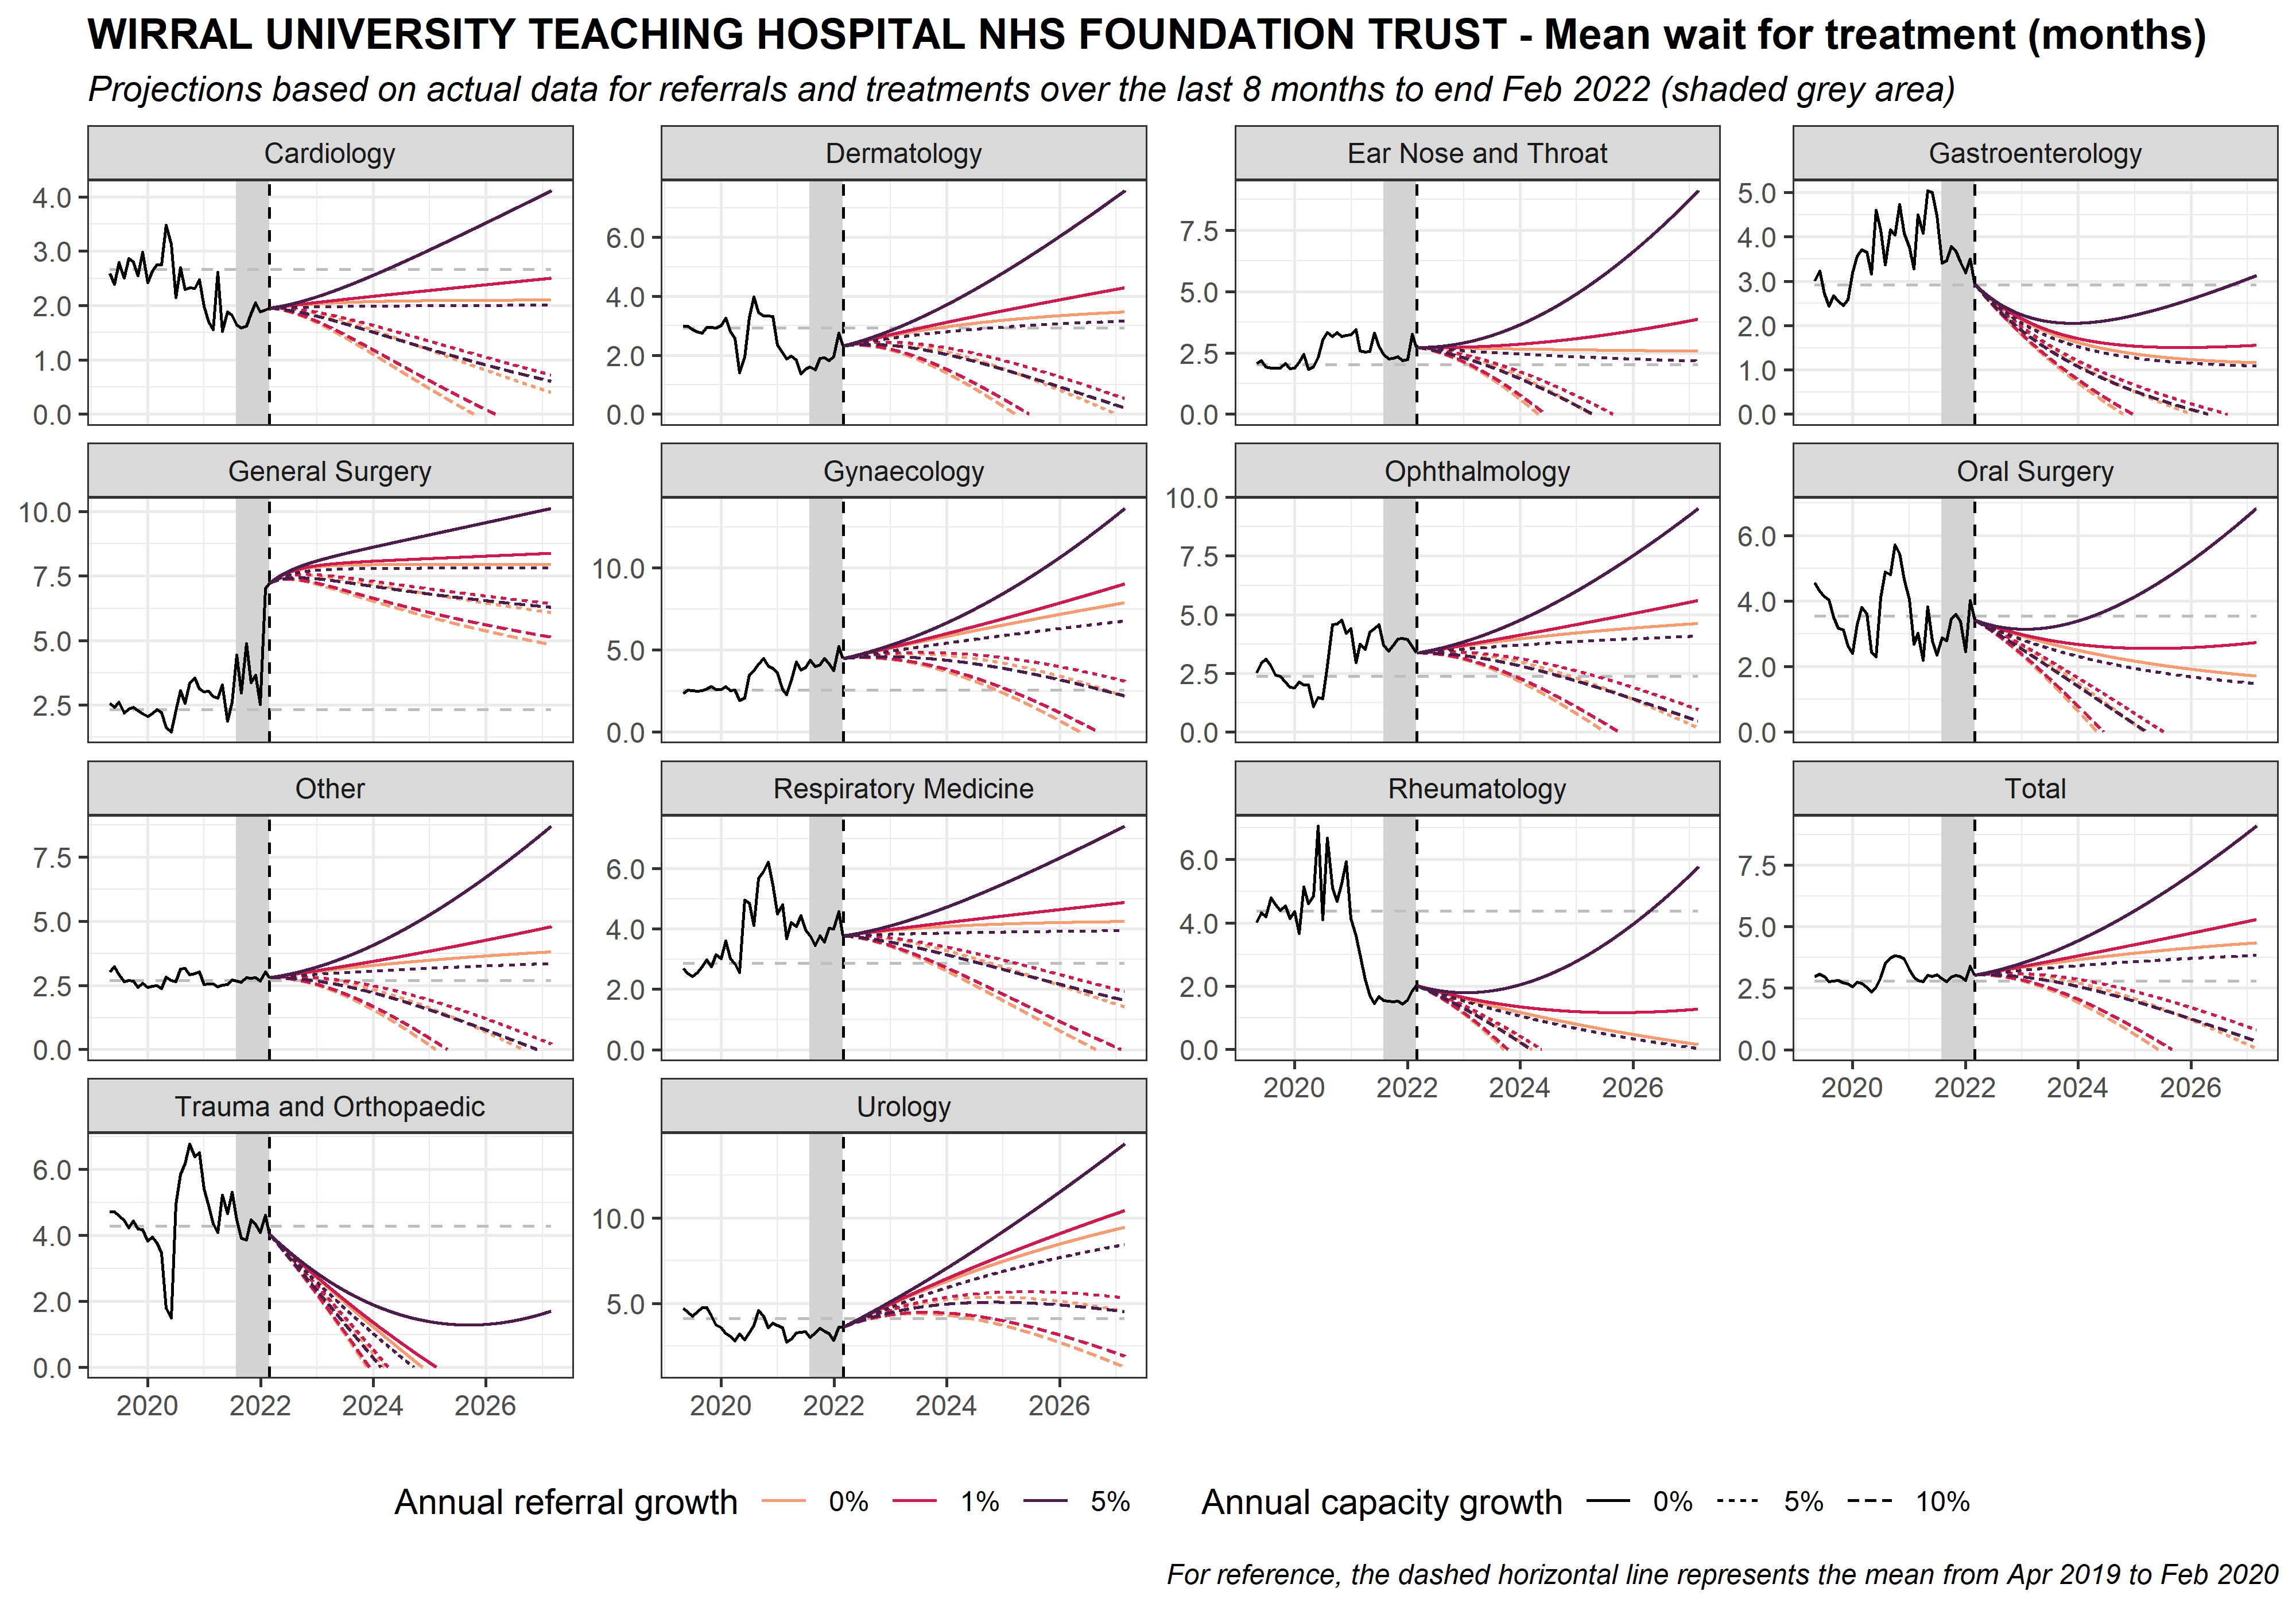 WIRRAL UNIVERSITY TEACHING HOSPITAL NHS FOUNDATION TRUST - Mean wait for treatment (months)
Projections based on actual data for referrals and treatments over the last 8 months to end Feb 2022 (shaded grey area)
Cardiology
4.0
3.0
2.0
1.0
0.0
Dermatology
6.0
4.0
2.0
0.0
Ear Nose and Throat
7.5
5.0
2.5
0.0
Gastroenterology
5.0
4.0
3.0
2.0
1.0
0.0
General Surgery
10.0
7.5
5.0
2.5
Gynaecology
10.0
5.0
0.0
Ophthalmology
10.0
7.5
5.0
2.5
0.0
Oral Surgery
6.0
4.0
2.0
0.0
Other
7.5
5.0
2.5
0.0
Respiratory Medicine
6.0
4.0
2.0
0.0
Rheumatology
6.0
4.0
2.0
0.0
2020 2022 2024 2026
Total
7.5
5.0
2.5
0.0
2020 2022 2024 2026
Trauma and Orthopaedic
6.0
4.0
2.0
0.0
2020 2022 2024 2026
Urology
10.0
5.0
2020 2022 2024 2026
Annual referral growth 0% 1% 5%
Annual capacity growth 0% 5% 10%
For reference, the dashed horizontal line represents the mean from Apr 2019 to Feb 2020